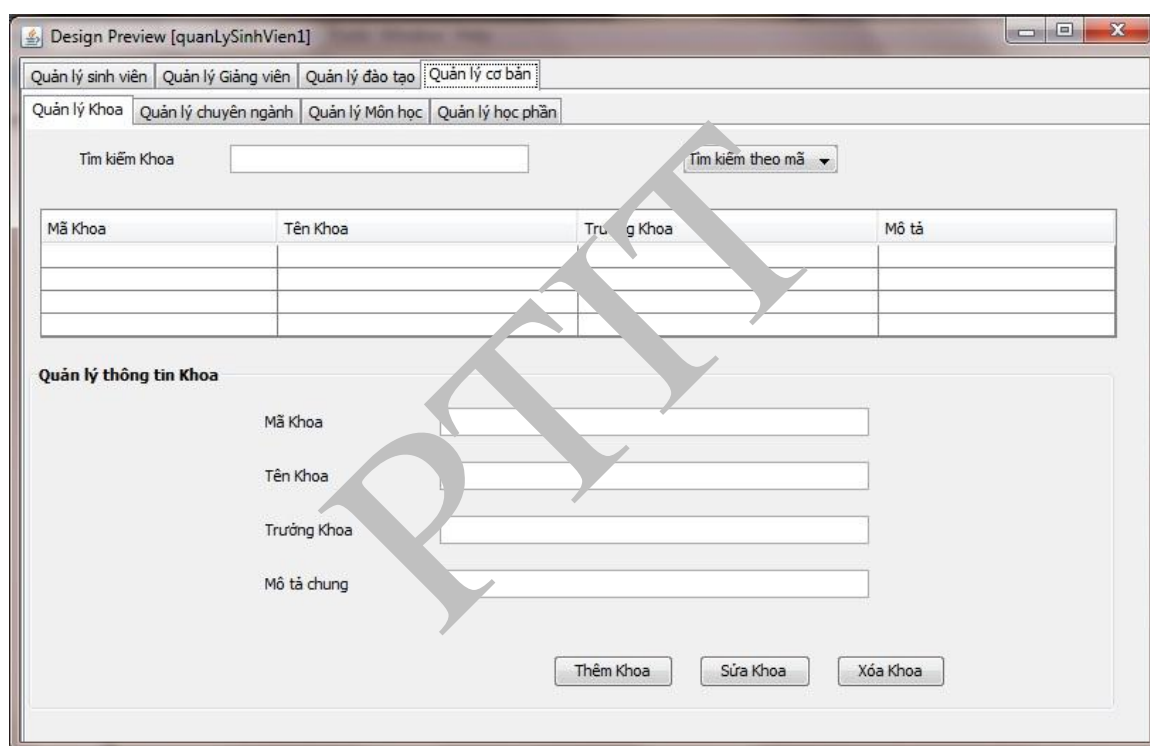 Design Preview [quanLySinhVien1]
Quản lý sinh viên Quản lý Giảng viên Quản lý đào tạo Quản lý cơ bản
Quản lý Khoa Quản lý chuyên ngành Quản lý Môn học Quản lý học phần
Tìm kiếm Khoa Tìm kiếm theo mã
Mã Khoa Tên Khoa Trưởng Khoa Mô tả
Quản lý thông tin Khoa
Mã Khoa
Tên Khoa
Trưởng Khoa
Mô tả chung
Thêm Khoa Sửa Khoa Xóa Khoa
PTIT